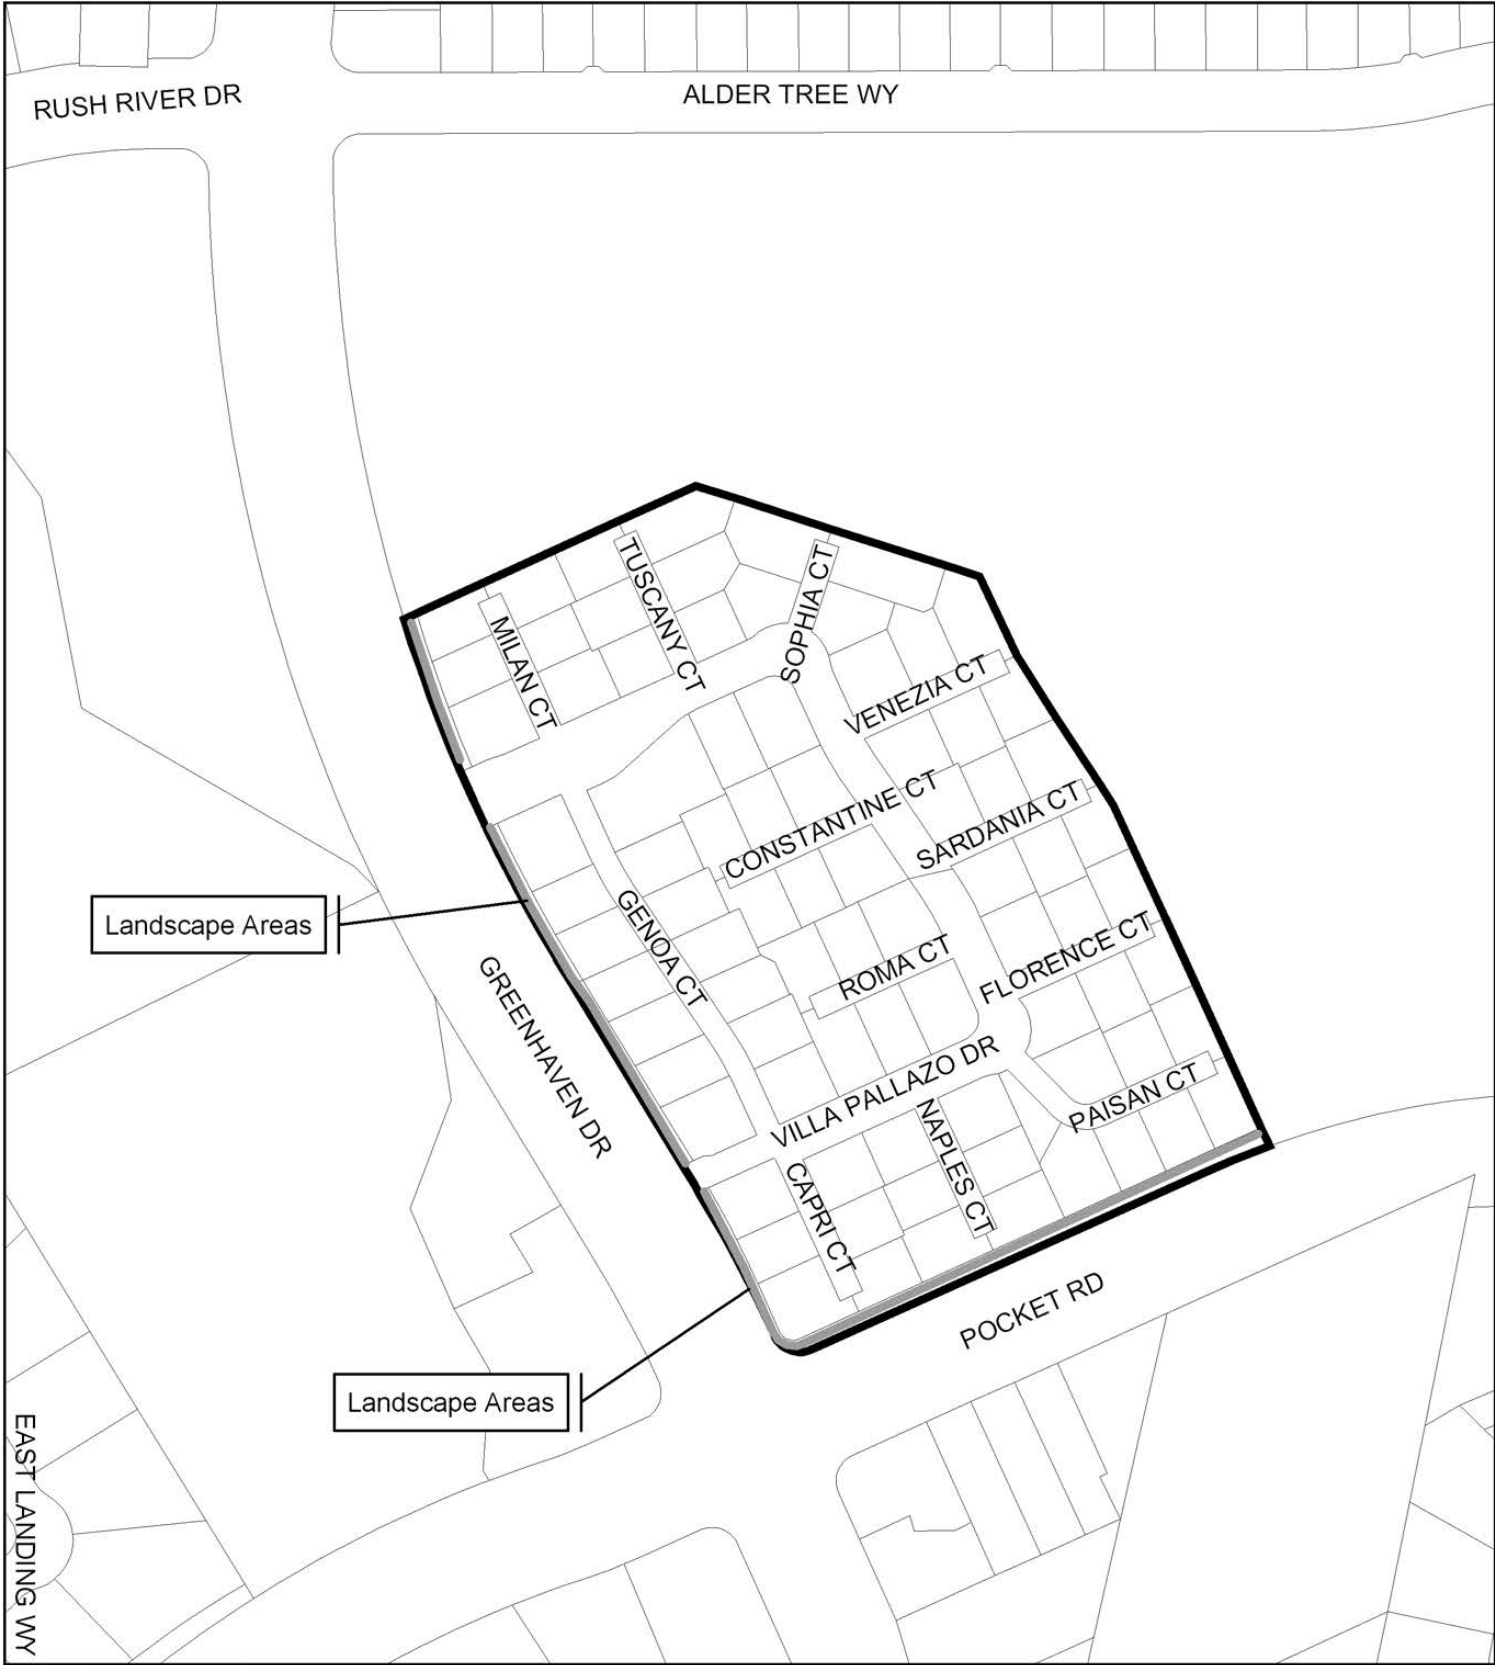 RUSH RIVER DR
ALDER TREE WY
TUSCANY CT
SOPHIA CT
MILAN CT
VENEZIA CT
CONSTANTINE CT
SARDANIA CT
Landscape Areas
GENOA CT
ROMA CT
FLORENCE CT
GREENHAVEN DR
VILLA PALLAZO DR
PAISAN CT
NAPLES CT
CAPRI CT
POCKET RD
Landscape Areas
EAST LANDING WY